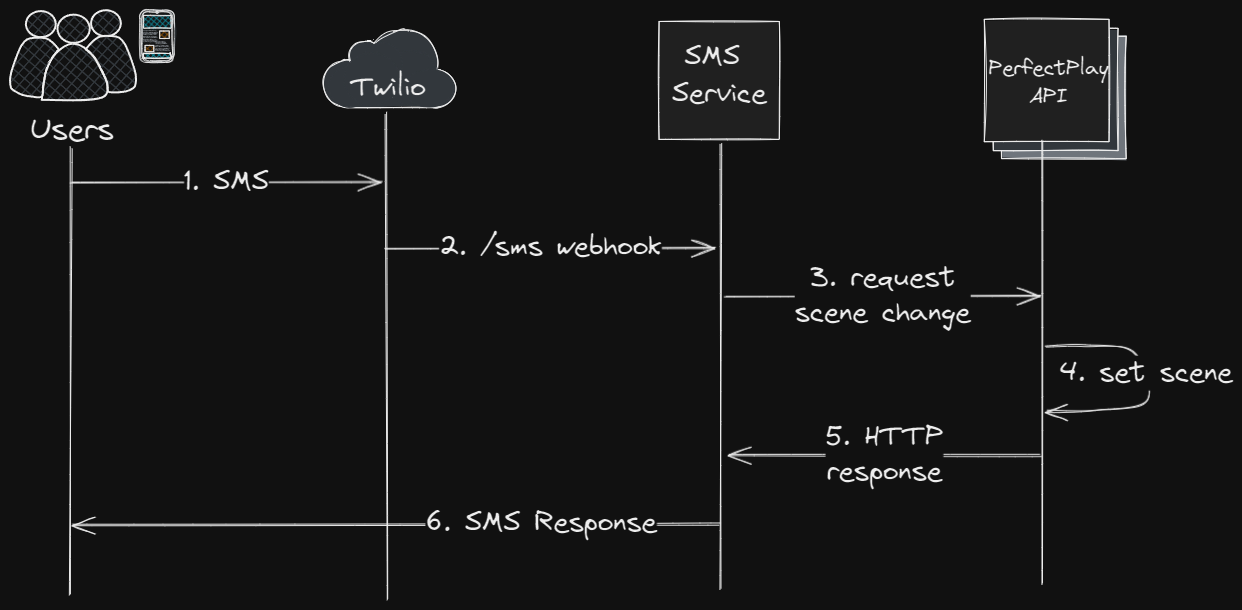 Users
Twilio
SMS
Service
PerfectPlay
API
1. SMS
2. /sms webhook
3. request
scene change
4. set scene
5. HTTP
response
6. SMS Response